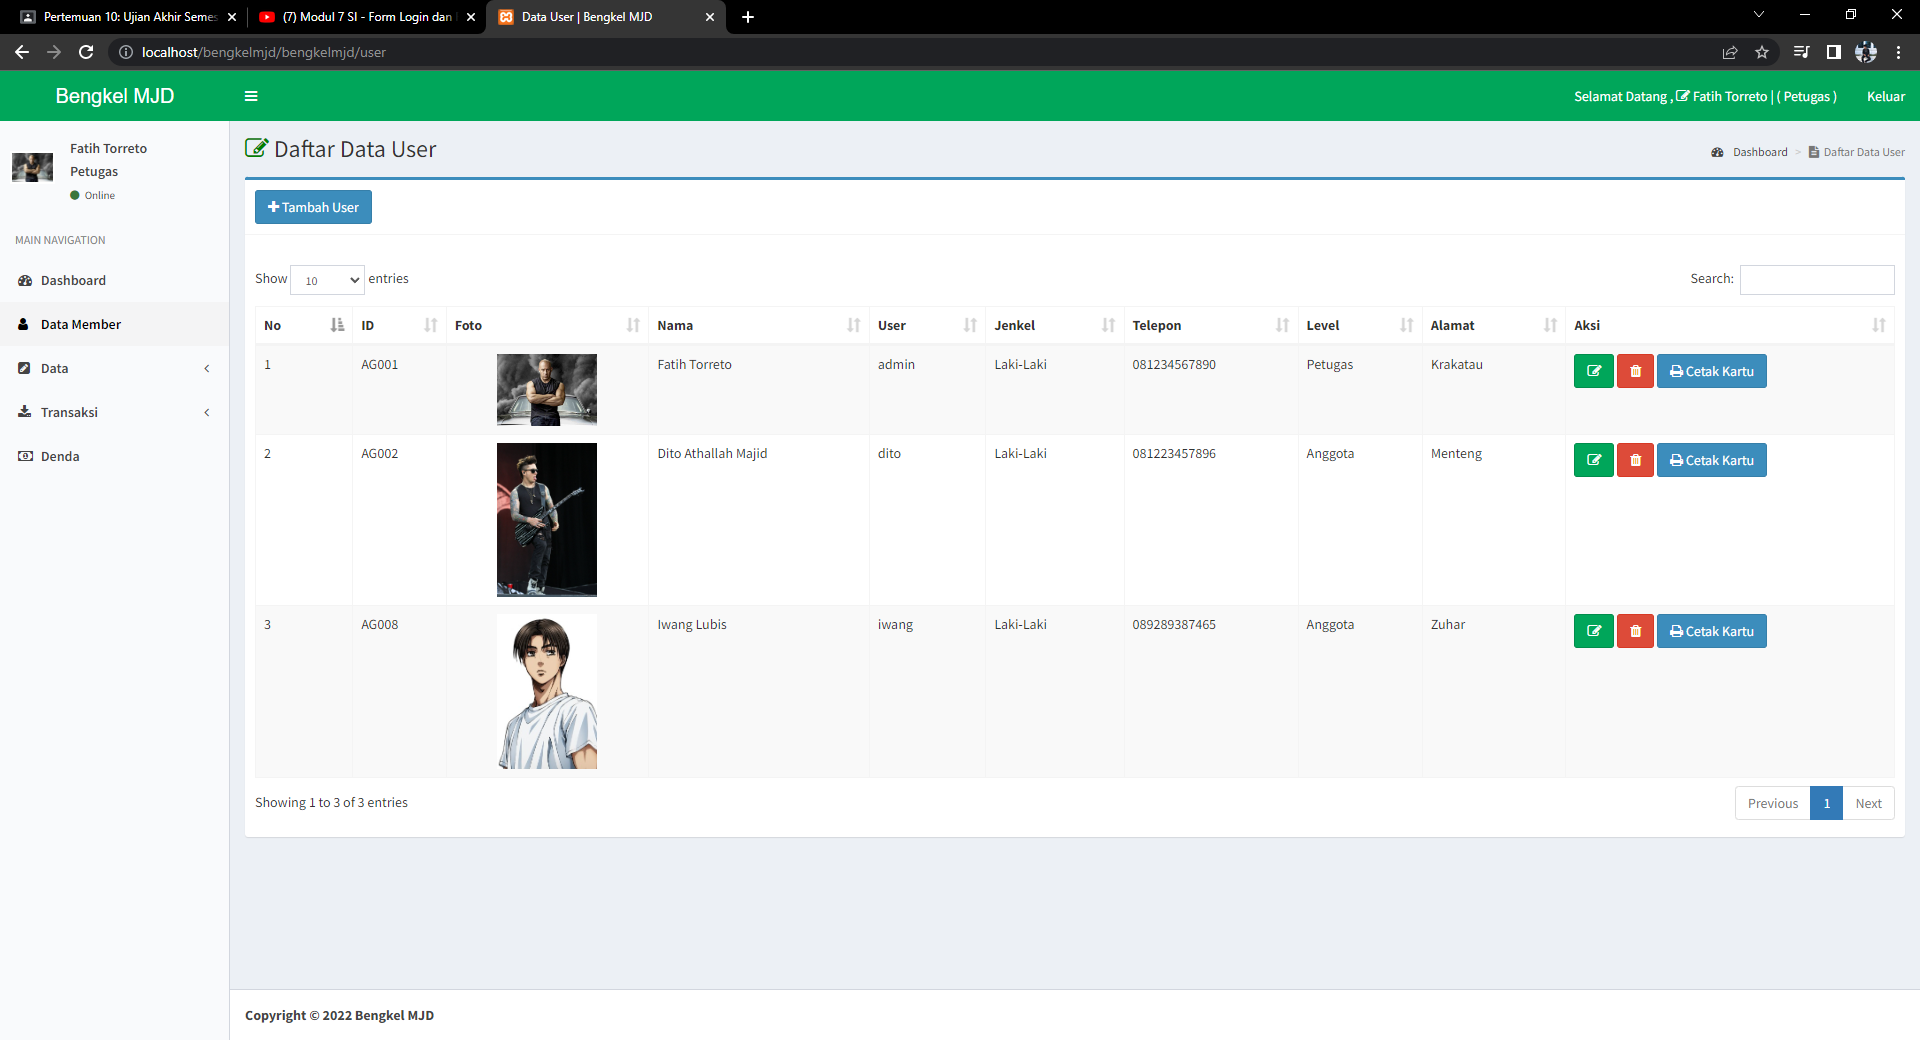 Pertemuan 10: Ujian Akhir Semes
(7) Modul 7 SI - Form Login dan
Data User | Bengkel MJD
localhost/bengkelmjd/bengkelmjd/user
Bengkel MJD
Selamat Datang , Fatih Torreto | ( Petugas )
Keluar
Fatih Torreto
Petugas
Online
MAIN NAVIGATION
Dashboard
Data Member
Data
Transaksi
Denda
Daftar Data User
Dashboard > Daftar Data User
Tambah User
Show 10 entries
Search:
No ID Foto Nama User Jenkel Telepon Level Alamat Aksi
1 AG001 Fatih Torreto admin Laki-Laki 081234567890 Petugas Krakatau Cetak Kartu
2 AG002 Dito Athallah Majid dito Laki-Laki 081223457896 Anggota Menteng Cetak Kartu
3 AG008 Iwang Lubis iwang Laki-Laki 089289387465 Anggota Zuhar Cetak Kartu
Showing 1 to 3 of 3 entries
Previous 1 Next
Copyright © 2022 Bengkel MJD